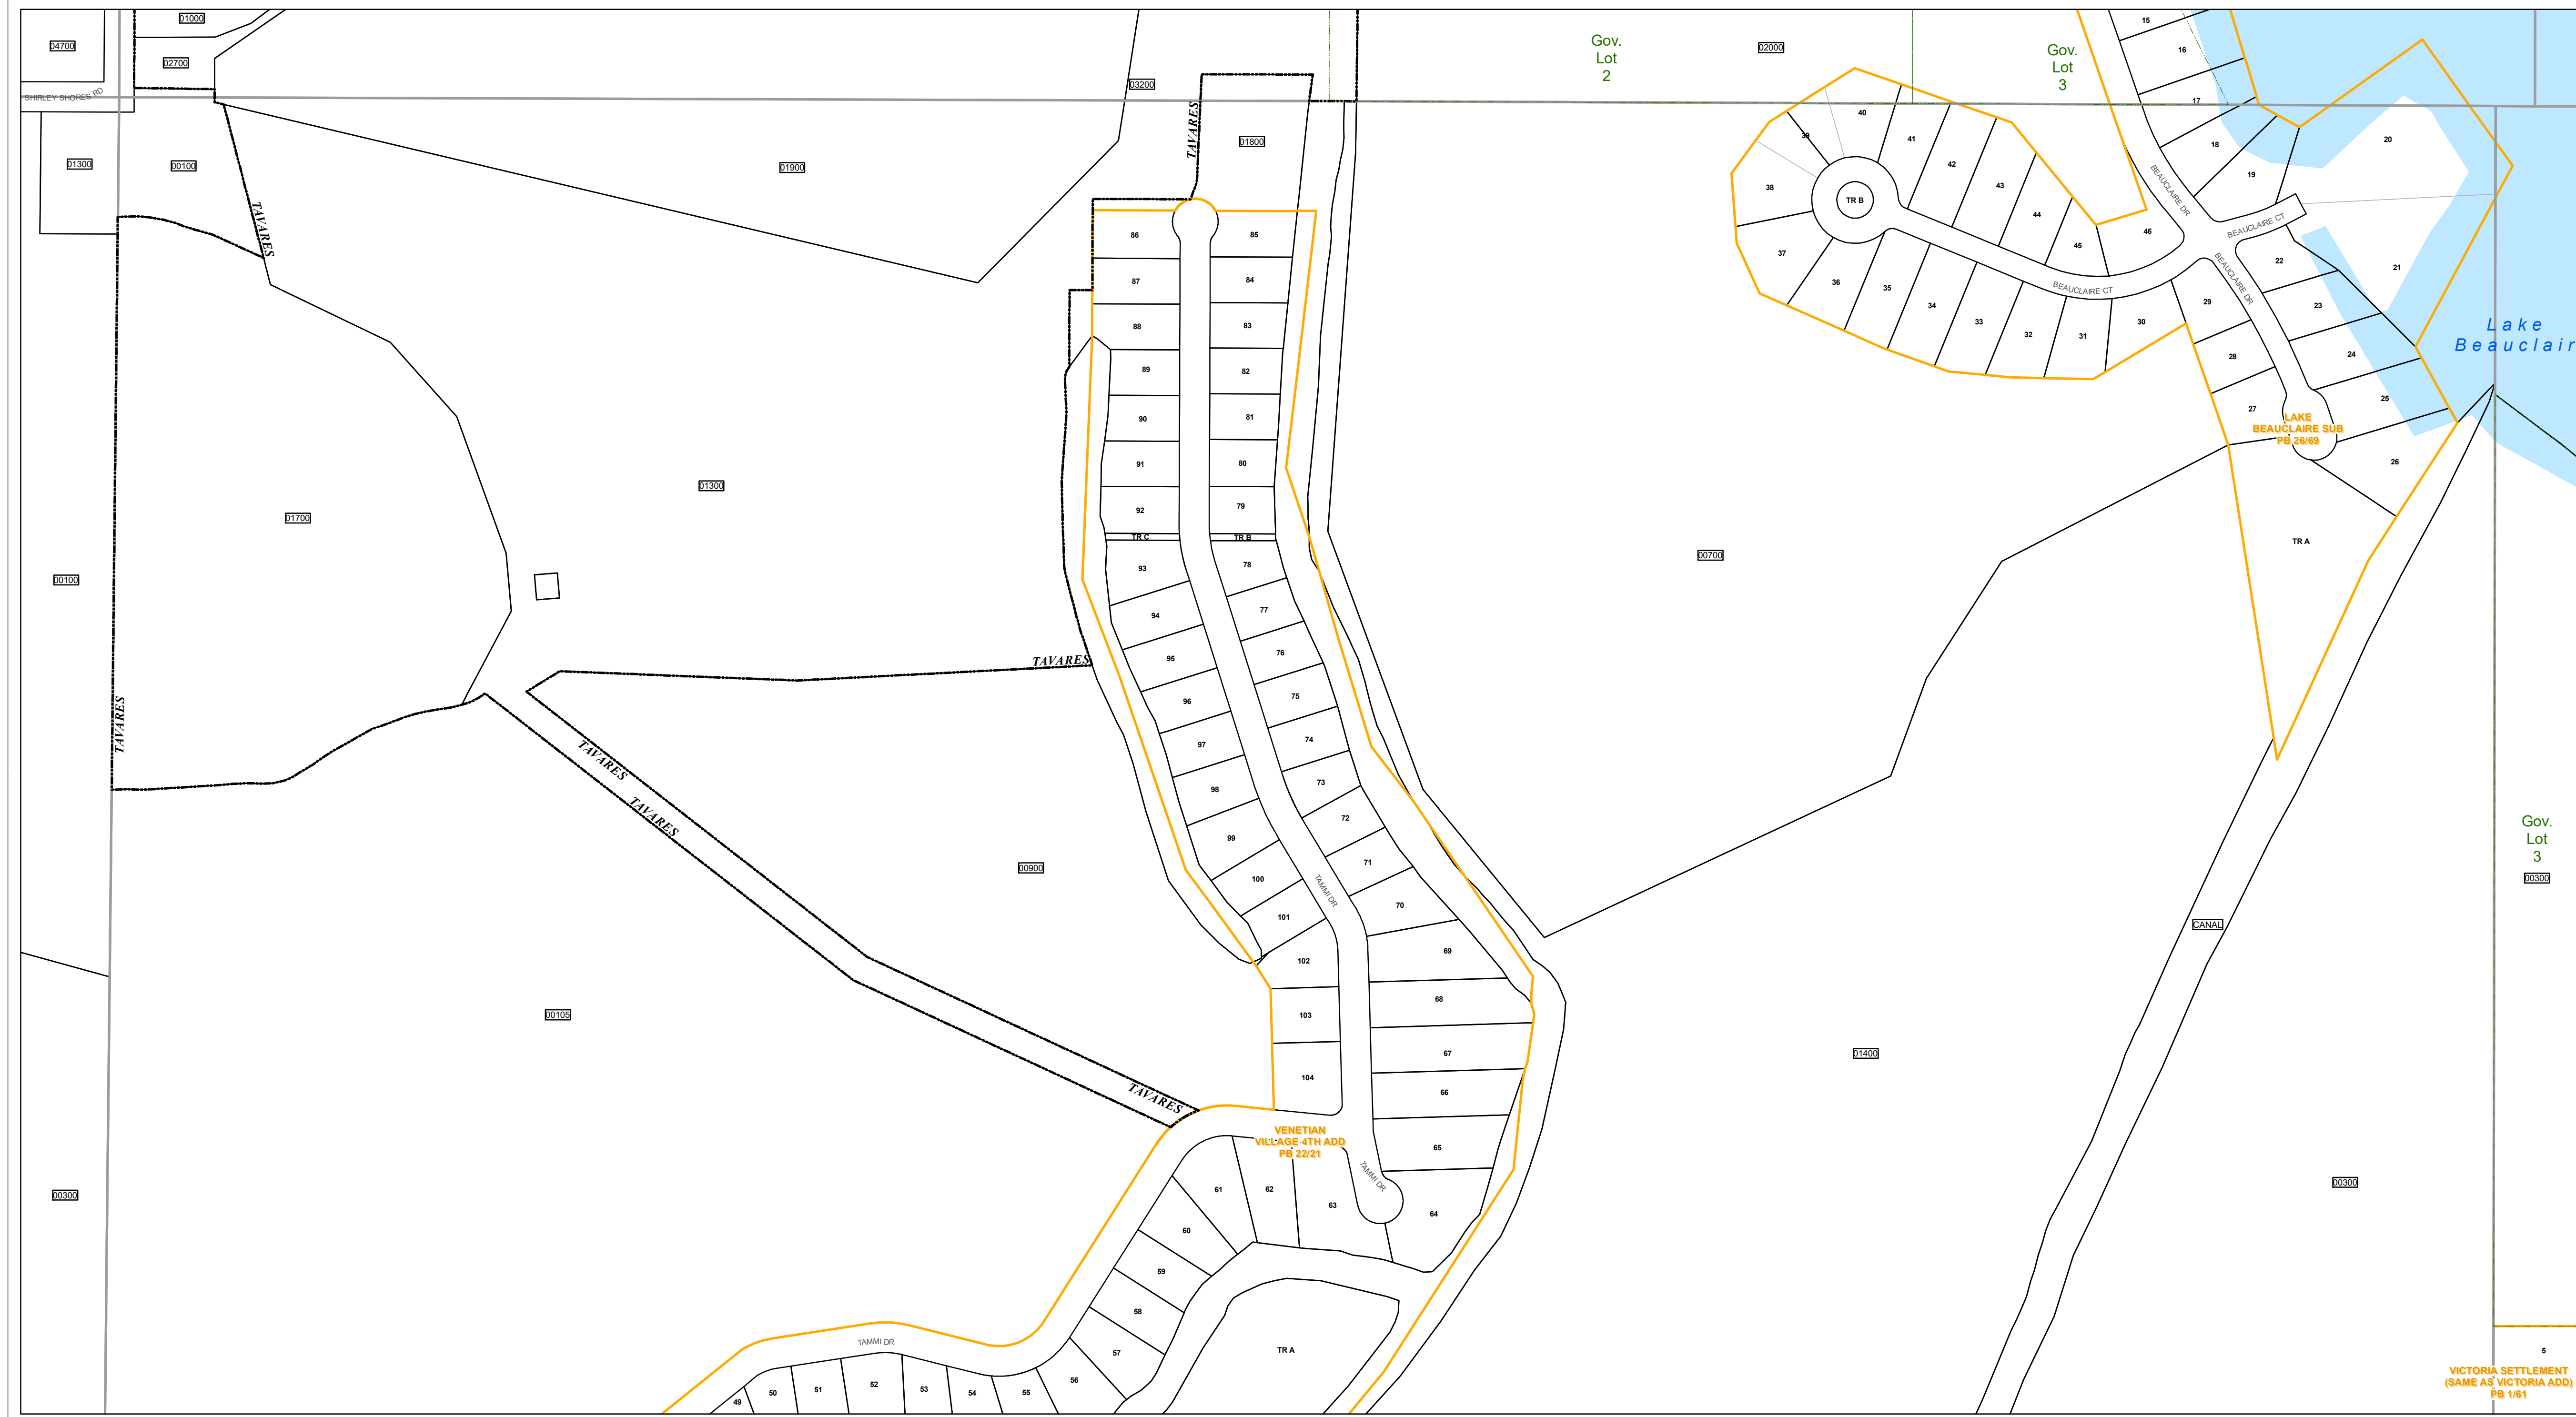 01000
04700
02700
SHIRLEY SHORES RD
03200
TAVARES
01300
00100
01900
01800
TAVARES
Gov.
Lot
2
02000
Gov.
Lot
3
15
16
17
18
19
20
21
22
23
24
25
26
27
28
29
30
31
32
33
34
35
36
37
38
39
40
41
42
43
44
45
46
TR B
BEAUCLAIRE DR
BEAUCLAIRE CT
BEAUCLAIRE CT
BEAUCLAIRE DR
Lake
Beauclair
LAKE
BEAUCLAIRE SUB
PB 26/69
TR A
86
85
87
84
88
83
89
82
90
81
91
80
92
79
TR C
TR B
93
78
94
77
95
76
96
75
97
74
98
73
99
72
100
71
101
70
102
69
103
68
104
67
66
65
64
63
62
61
60
59
58
57
56
55
54
53
52
51
50
49
TAMMI DR
TAMMI DR
TAMMI DR
TR A
VENETIAN
VILLAGE 4TH ADD
PB 22/21
01700
01300
00100
TAVARES
TAVARES
TAVARES
TAVARES
TAVARES
00900
00105
00300
00700
01400
CANAL
00300
Gov.
Lot
3
00300
5
VICTORIA SETTLEMENT
(SAME AS VICTORIA ADD)
PB 1/61